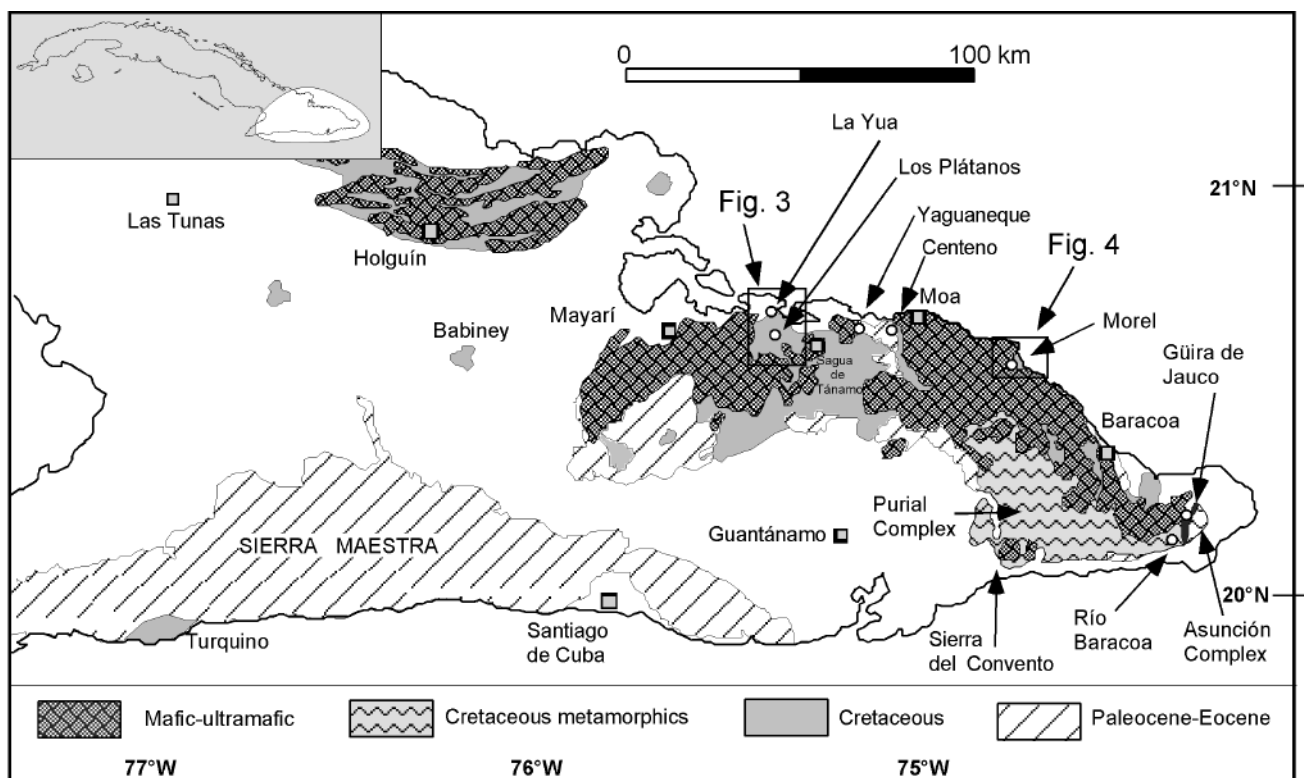 0 100 km
La Yua
Los Plátanos
21°N
Las Tunas
Fig. 3
Yaguaneque
Fig. 4
Centeno
Holguín
Moa
Morel
Mayarí
Babiney
Güira de
Jauco
Sagua
de
Tánamo
Baracoa
Purial
Complex
Guantánamo
SIERRA MAESTRA
20°N
Turquino
Santiago
de Cuba
Sierra
del Convento
Río
Baracoa
Asunción
Complex
Mafic-ultramafic
Cretaceous metamorphics
Cretaceous
Paleocene-Eocene
77°W
76°W
75°W